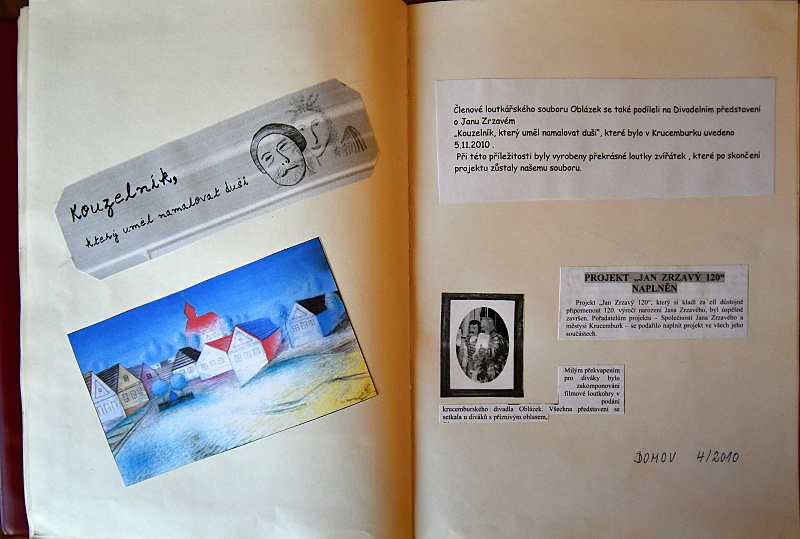 Kouzelník,
který uměl namalovat duši
Členové loutkářského souboru Oblázek se také podíleli na Divadelním představení
o Janu Zrzavém
„Kouzelník, který uměl namalovat duši“, které bylo v Krucemburku uvedeno
5.11.2010 .
Při této příležitosti byly vyrobeny překrásné loutky zvířátek , které po skončení
projektu zůstaly našemu souboru.
PROJEKT „JAN ZRZAVÝ 120“
NAPLNĚN
Projekt „Jan Zrzavý 120“, který si kladl za cíl důstojně
připomenout 120. výročí narození Jana Zrzavého, byl úspěšně
završen. Pořadatelům projektu – Společnosti Jana Zrzavého a
městysi Krucemburk – se podařilo naplnit projekt ve všech jeho
součástech.
Milým překvapením
pro diváky bylo
zakomponování
filmové loutkohry v
podání
krucemburského divadla Oblázek. Všechna představení se
setkala u diváků s příznivým ohlasem,
DOMOV 4/2010